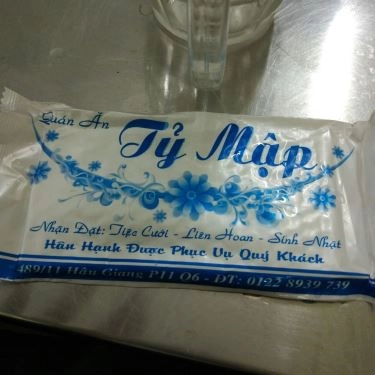 Quán Ăn
Tỷ Mập
Nhận Đặt: Tiệc Cưới - Liên Hoan - Sinh Nhật
Hân Hạnh Được Phục Vụ Quý Khách
489/11 Hậu Giang P11 Q6 - ĐT: 0122 8939 739